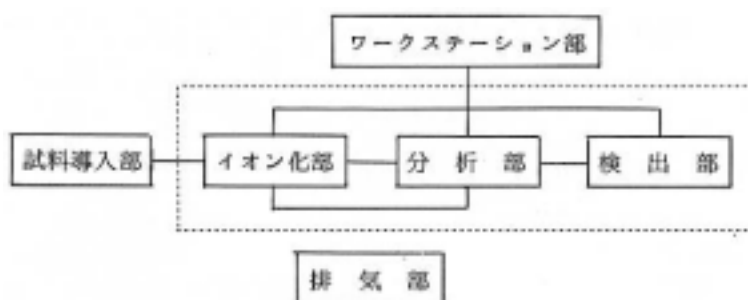 ワークステーション部
試料導入部
イオン化部
分析部
検出部
排気部